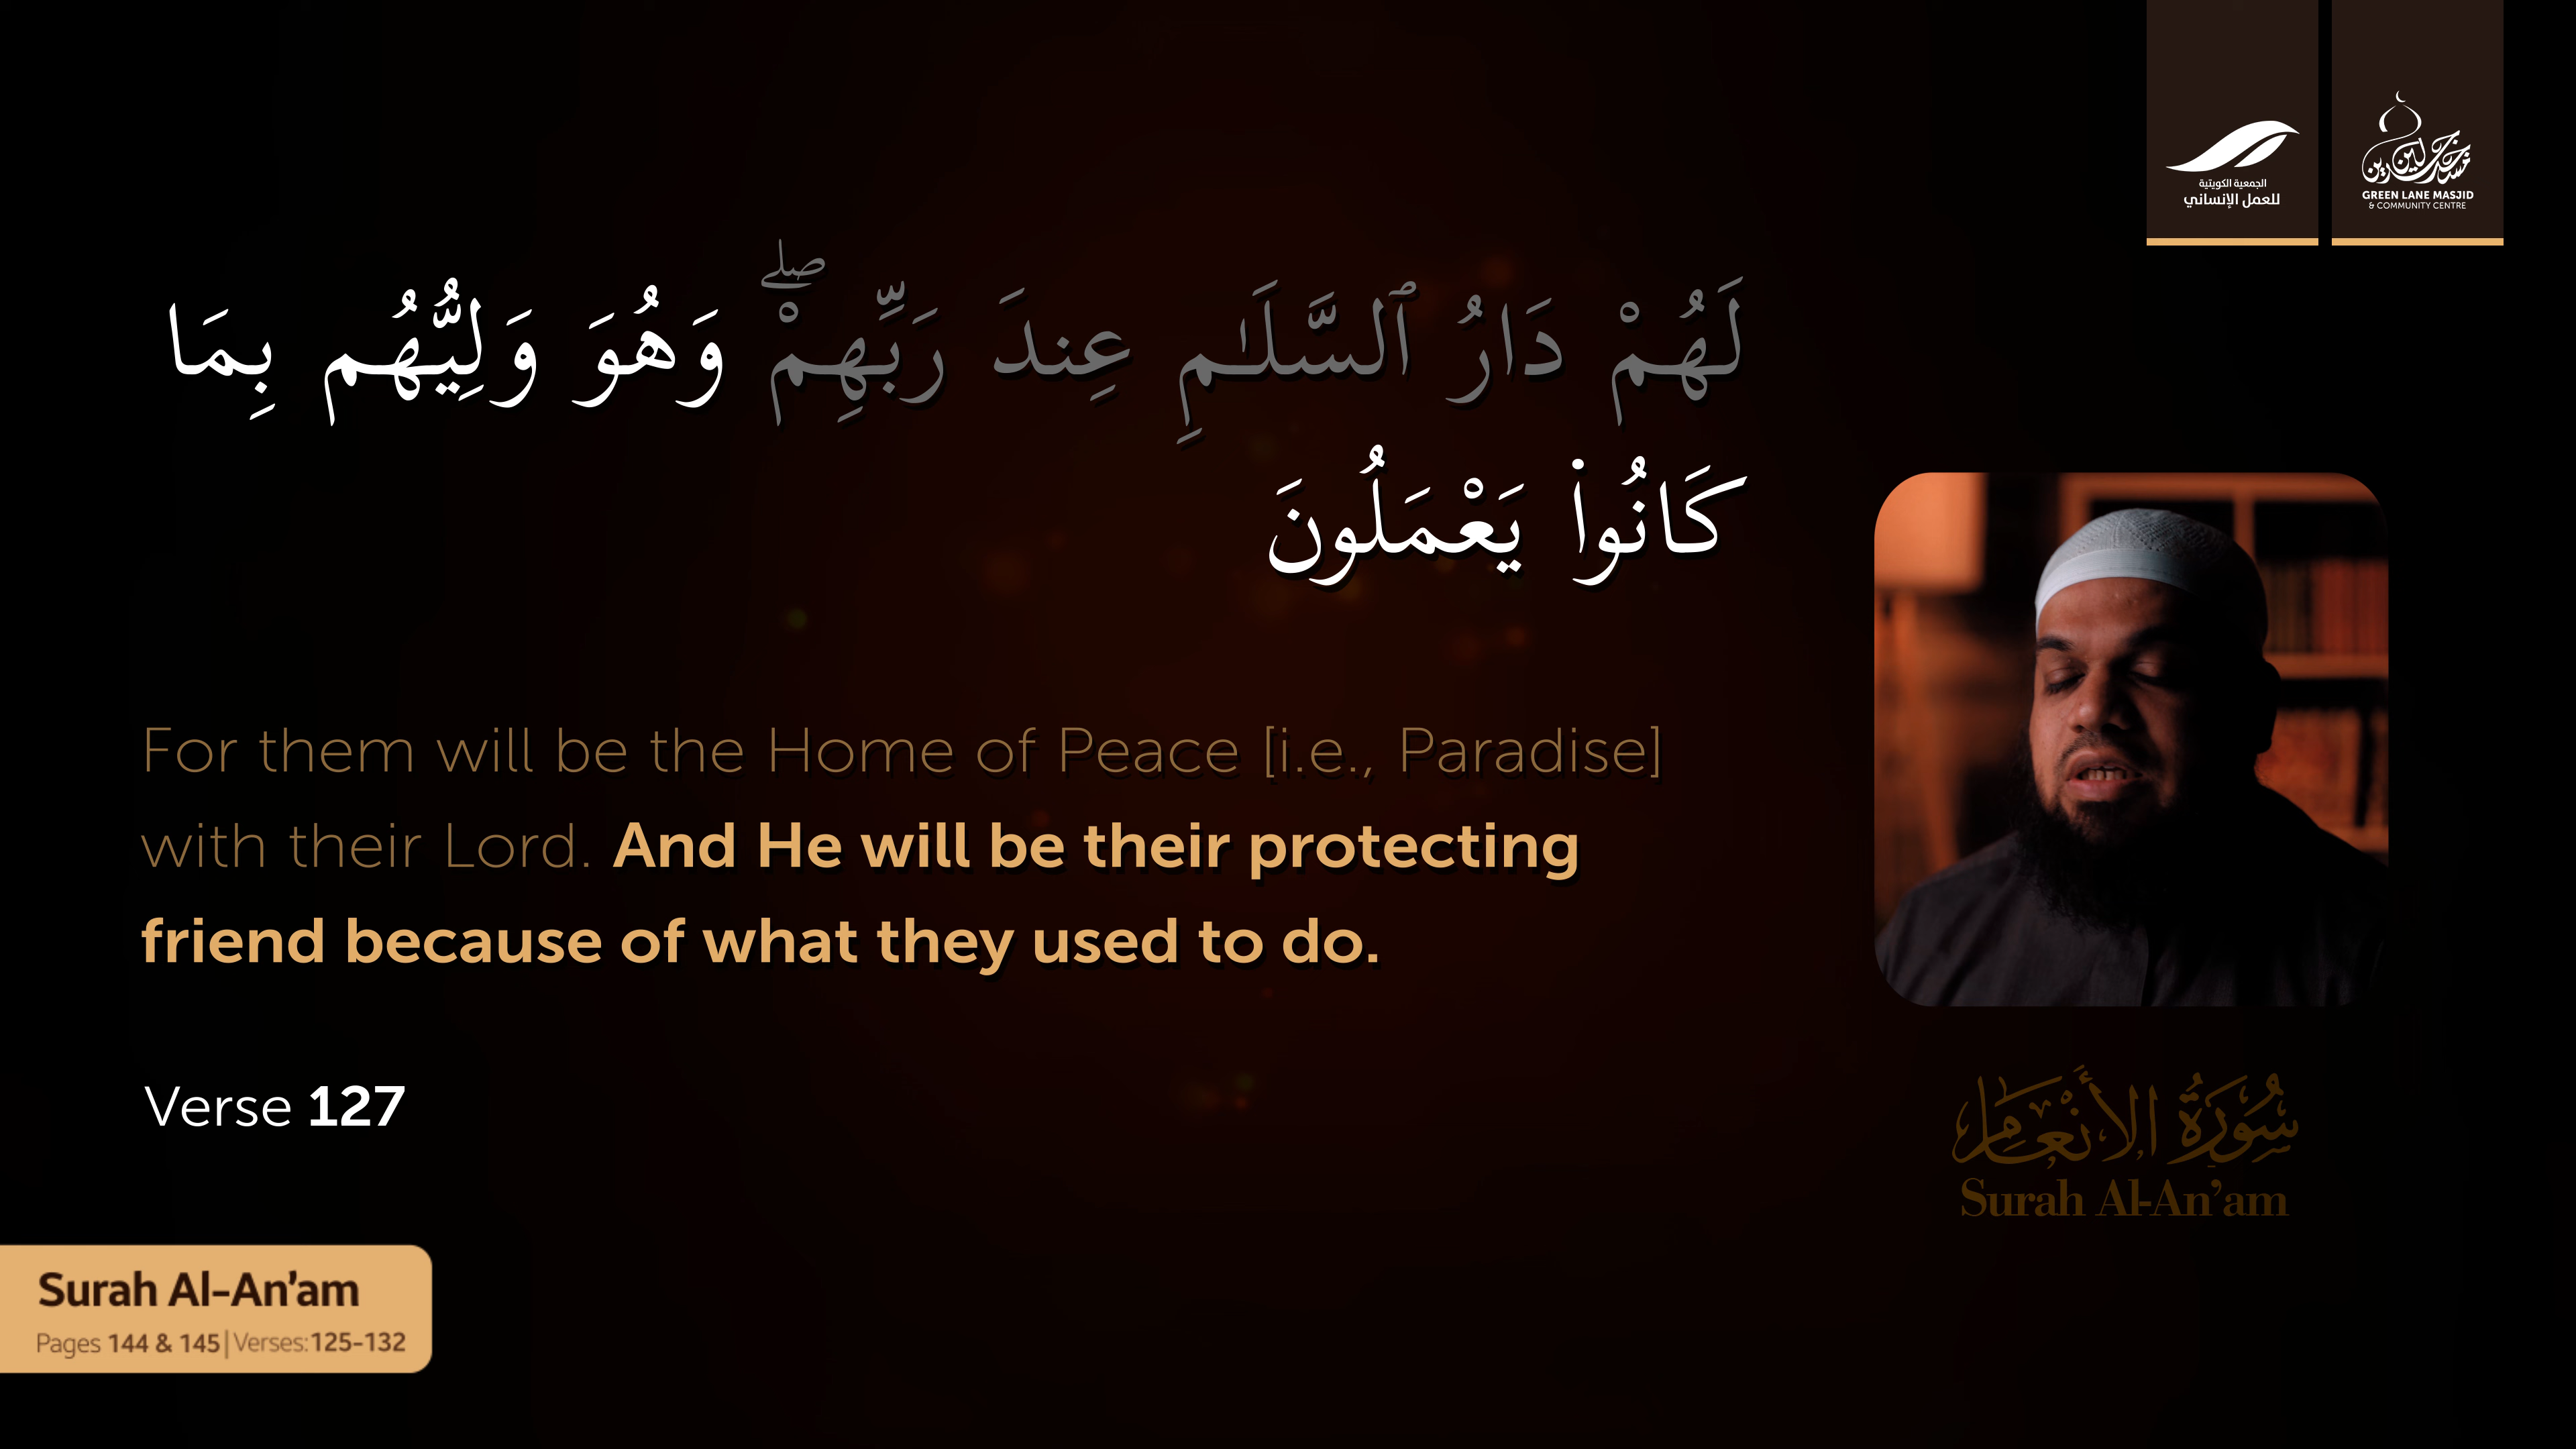 الجمعية الكويتية
للعمل الإنساني
مسجد جرين لين
GREEN LANE MASJID
& COMMUNITY CENTRE
لَهُمْ دَارُ ٱلسَّلَـٰمِ عِندَ رَبِّهِمْ ۖ وَهُوَ وَلِيُّهُم بِمَا
كَانُوا۟ يَعْمَلُونَ
For them will be the Home of Peace [i.e., Paradise]
with their Lord. And He will be their protecting
friend because of what they used to do.
Verse 127
سُورَةُ الأَنْعَامِ
Surah Al-An’am
Surah Al-An’am
Pages 144 & 145 | Verses: 125-132